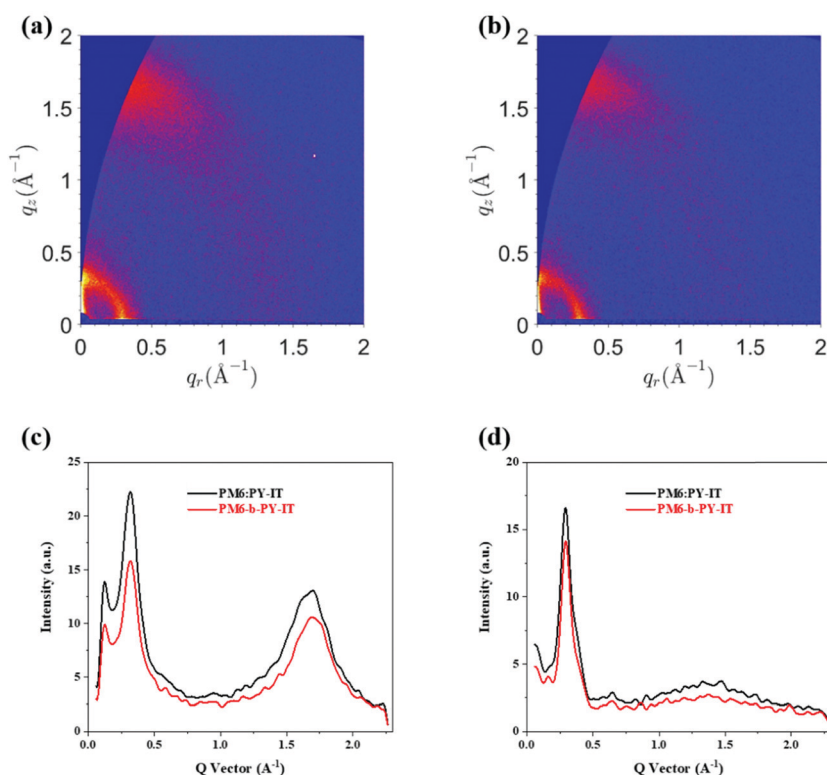 (a)
2
1.5
1
0.5
0
q_z (Å⁻¹)
0 0.5 1 1.5 2
q_r(Å⁻¹)
(b)
2
1.5
1
0.5
0
q_z (Å⁻¹)
0 0.5 1 1.5 2
q_r(Å⁻¹)
(c)
25
20
15
10
5
0
Intensity (a.u.)
PM6:PY-IT
PM6-b-PY-IT
0.0 0.5 1.0 1.5 2.0
Q Vector (A⁻¹)
(d)
20
15
10
5
0
Intensity (a.u.)
PM6:PY-IT
PM6-b-PY-IT
0.0 0.5 1.0 1.5 2.0
Q Vector (A⁻¹)